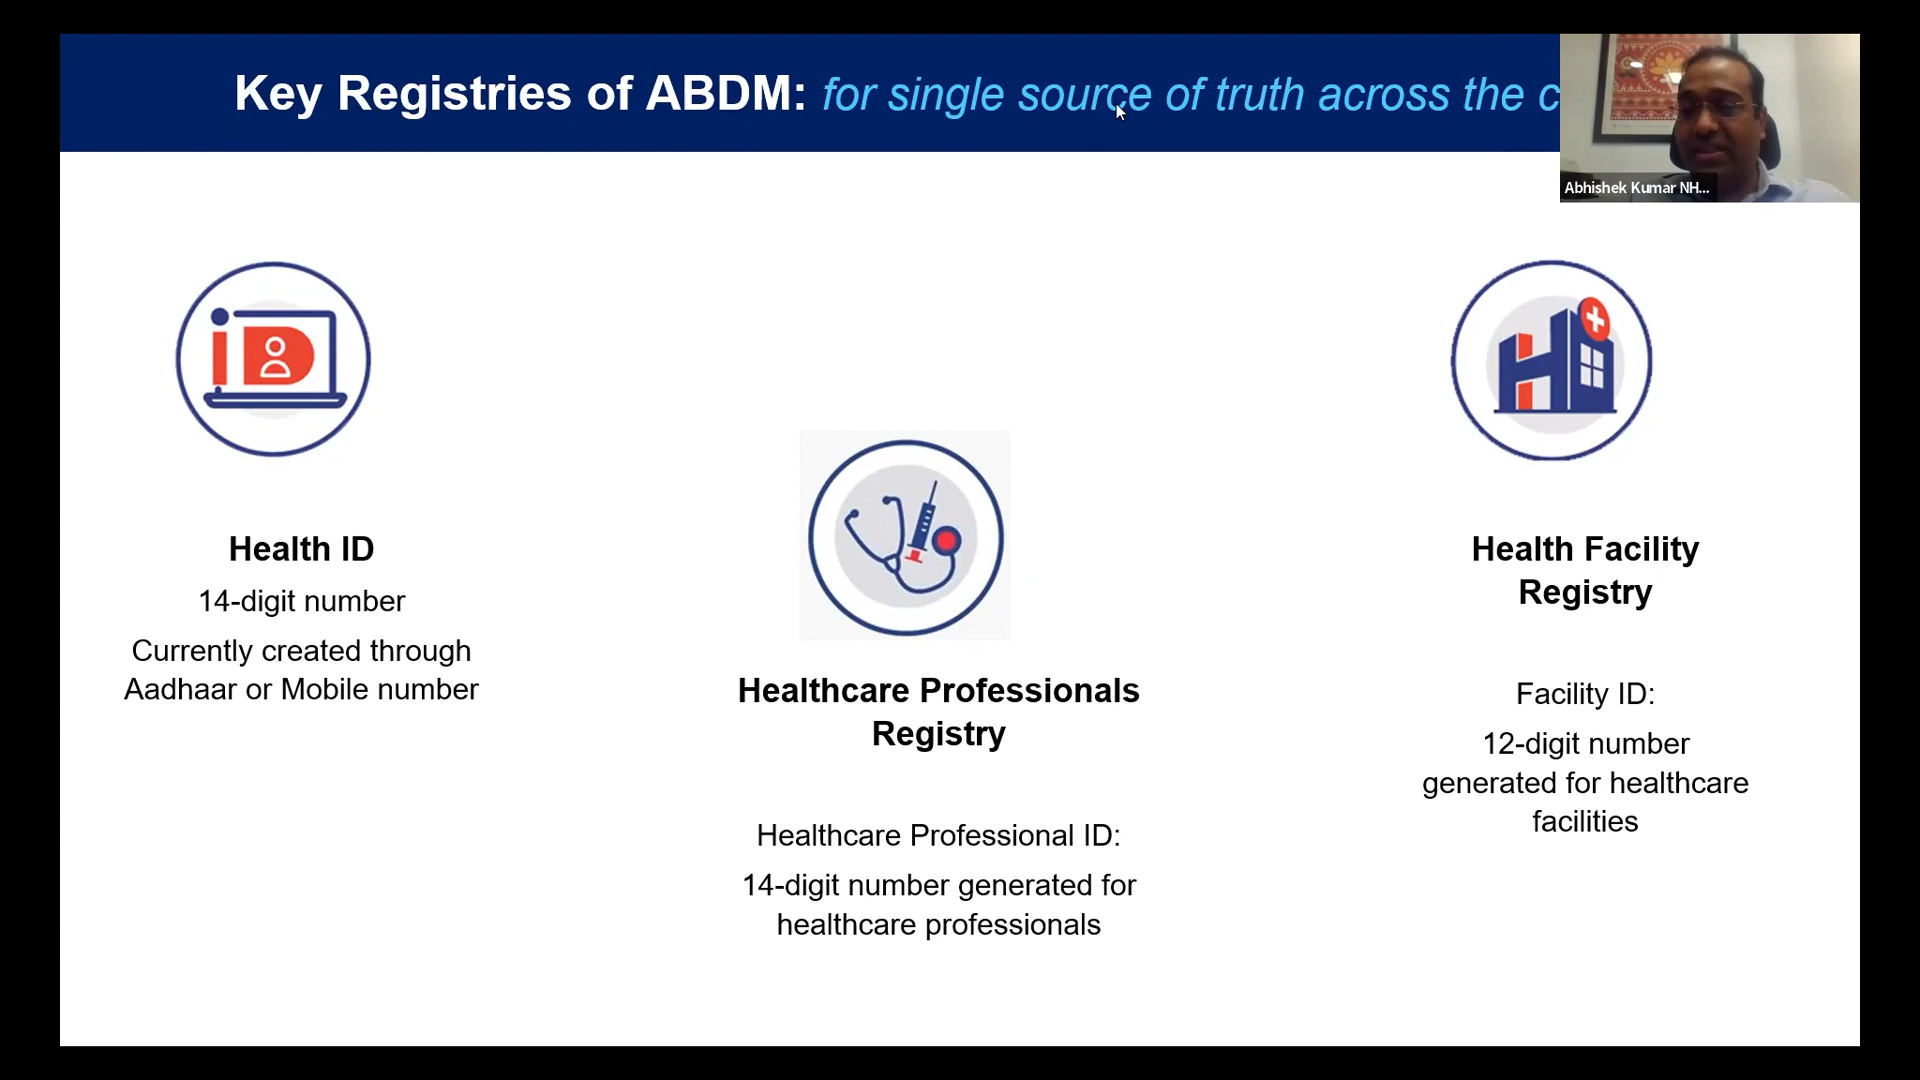 Key Registries of ABDM: for single source of truth across the c
Abhishek Kumar NH...
iD
H
Health ID
14-digit number
Currently created through
Aadhaar or Mobile number
Healthcare Professionals
Registry
Healthcare Professional ID:
14-digit number generated for
healthcare professionals
Health Facility
Registry
Facility ID:
12-digit number
generated for healthcare
facilities